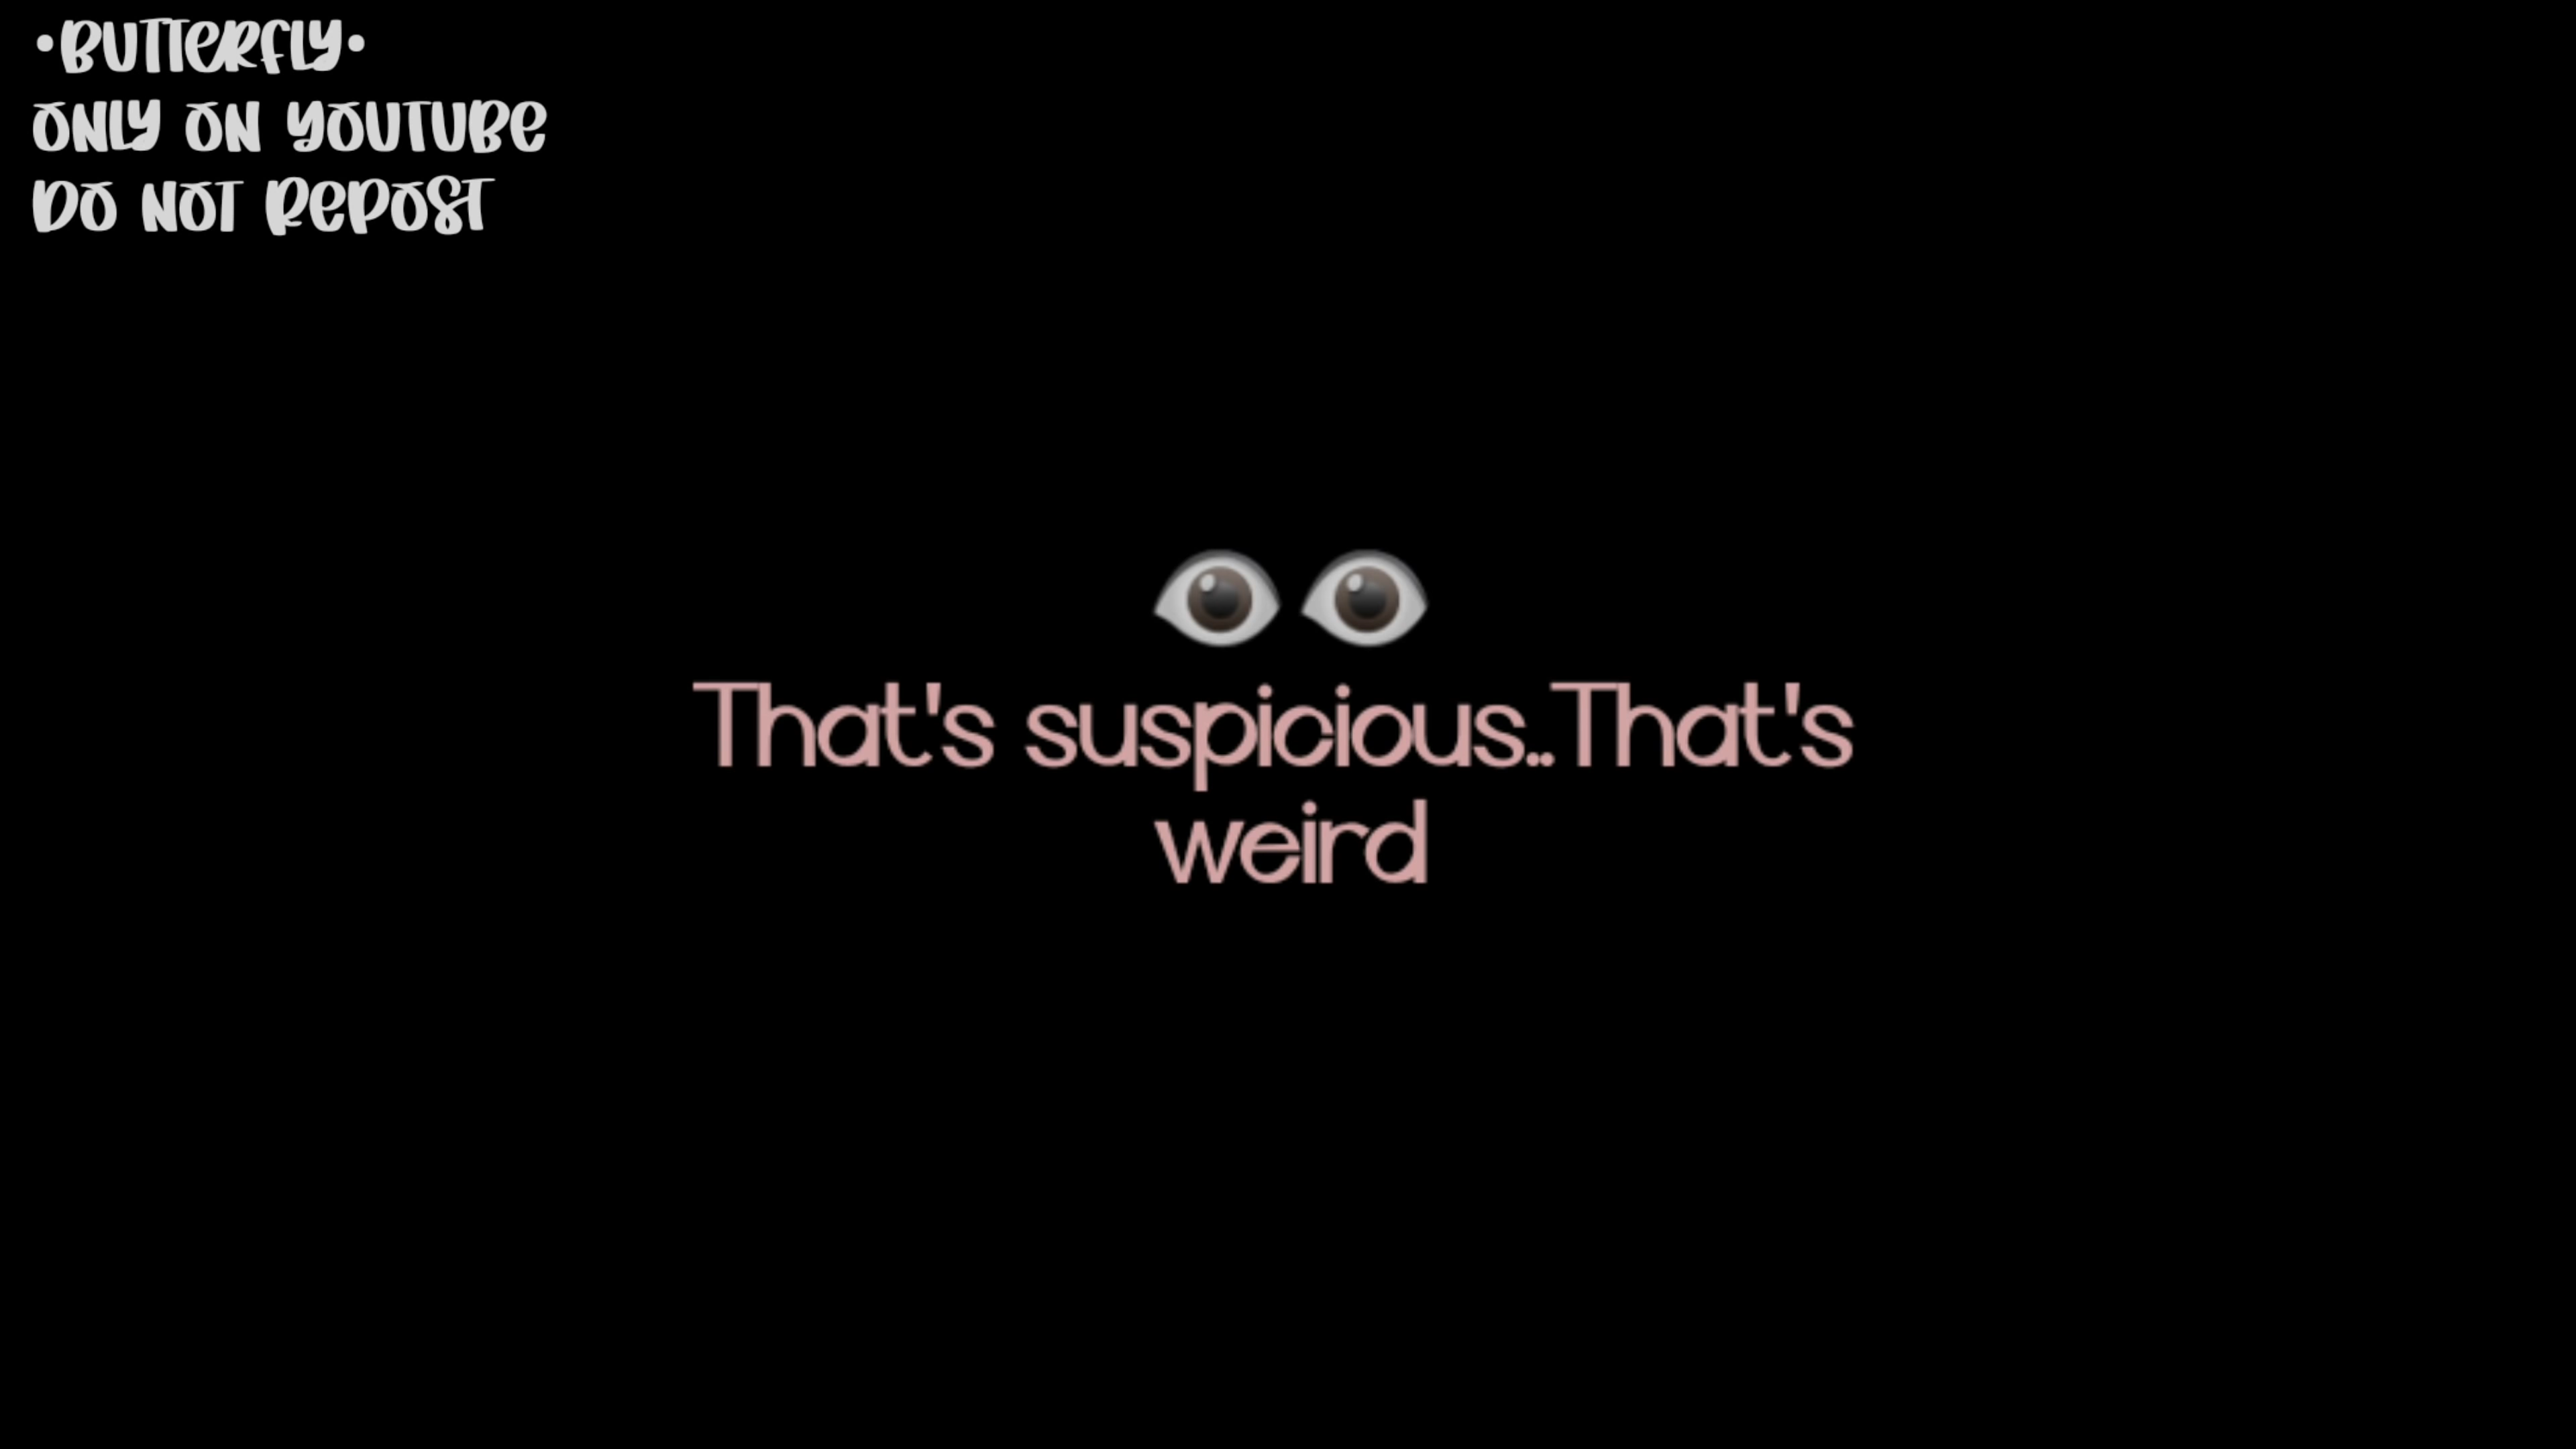 •BUTTERFLY•
ONLY ON YOUTUBE
DO NOT REPOST
That's suspicious..That's
weird